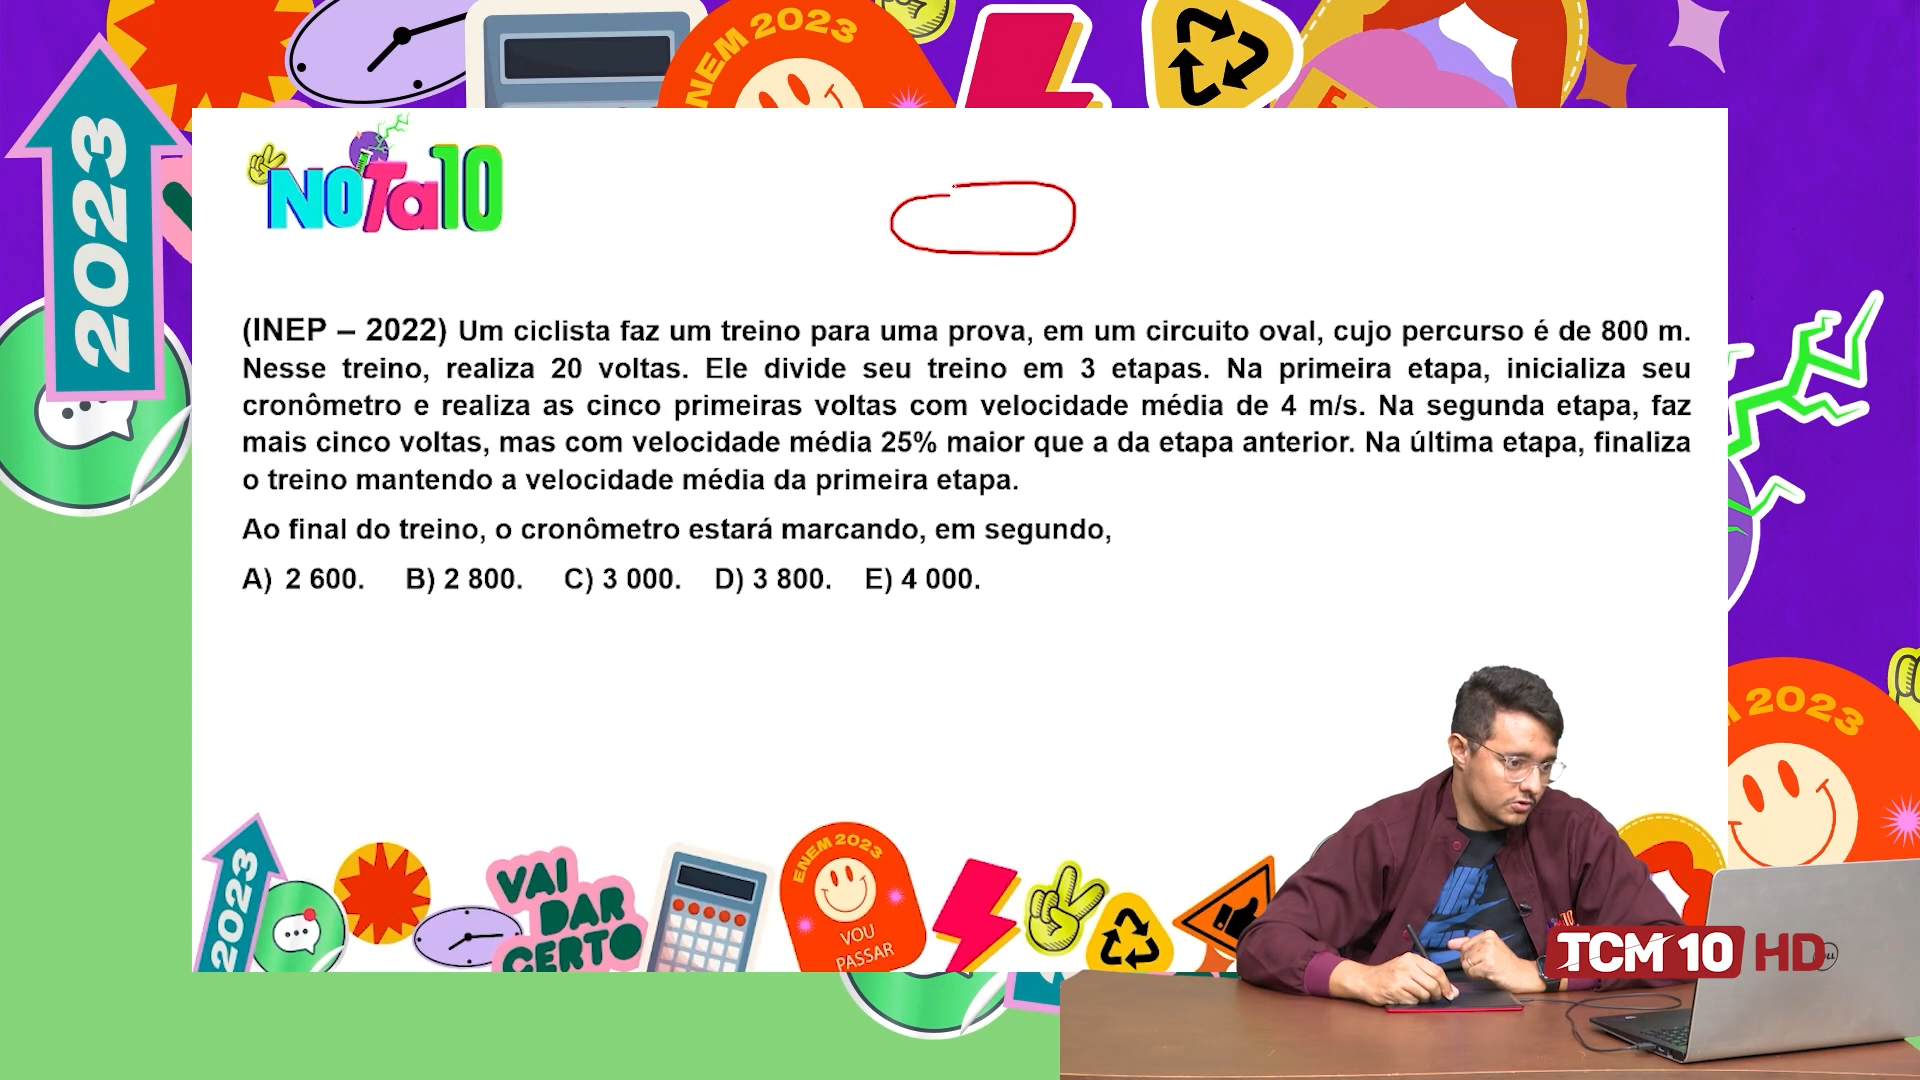 ENEM 2023
2023
NOTa10
(INEP – 2022) Um ciclista faz um treino para uma prova, em um circuito oval, cujo percurso é de 800 m.
Nesse treino, realiza 20 voltas. Ele divide seu treino em 3 etapas. Na primeira etapa, inicializa seu
cronômetro e realiza as cinco primeiras voltas com velocidade média de 4 m/s. Na segunda etapa, faz
mais cinco voltas, mas com velocidade média 25% maior que a da etapa anterior. Na última etapa, finaliza
o treino mantendo a velocidade média da primeira etapa.
Ao final do treino, o cronômetro estará marcando, em segundo,
A) 2 600. B) 2 800. C) 3 000. D) 3 800. E) 4 000.
2023
2023
VAI
DAR
CERTO
ENEM 2023
VOU
PASSAR
TCM 10 HD